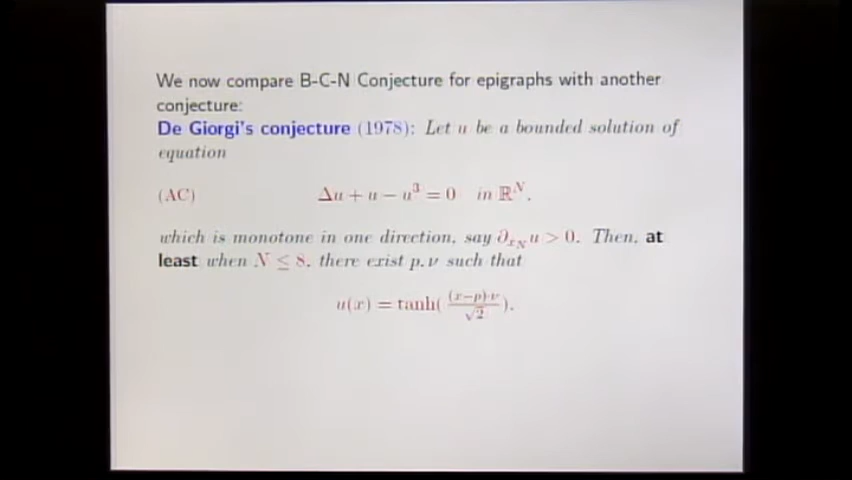 We now compare B-C-N Conjecture for epigraphs with another
conjecture:
De Giorgi's conjecture (1978): Let u be a bounded solution of
equation
(AC) Δu + u − u³ = 0 in ℝᴺ,
which is monotone in one direction, say ∂_{x_N} u > 0. Then, at
least when N ≤ 8, there exist p, ν such that
u(x) = tanh( (x−p)·ν / √2 ).